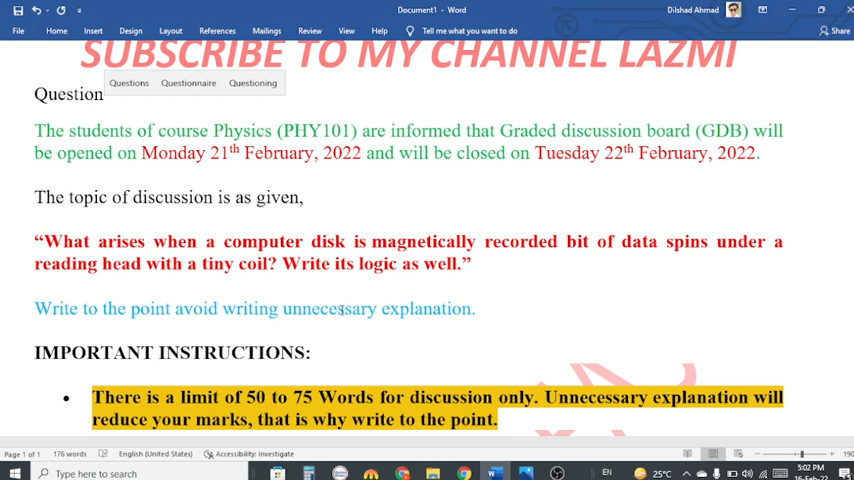 Document1 - Word
Dilshad Ahmad
File Home Insert Draw Design Layout References Mailings Review View Help Tell me what you want to do Share
SUBSCRIBE TO MY CHANNEL LAZMI
Questions Questionnaire Questioning
Question
The students of course Physics (PHY101) are informed that Graded discussion board (GDB) will
be opened on Monday 21th February, 2022 and will be closed on Tuesday 22th February, 2022.
The topic of discussion is as given,
“What arises when a computer disk is magnetically recorded bit of data spins under a
reading head with a tiny coil? Write its logic as well.”
Write to the point avoid writing unnecessary explanation.
IMPORTANT INSTRUCTIONS:
• There is a limit of 50 to 75 Words for discussion only. Unnecessary explanation will
reduce your marks, that is why write to the point.
Page 1 of 1 176 words English (United States) Accessibility: Investigate 190
Type here to search EN 25°C 5:02 PM
16-Feb-22